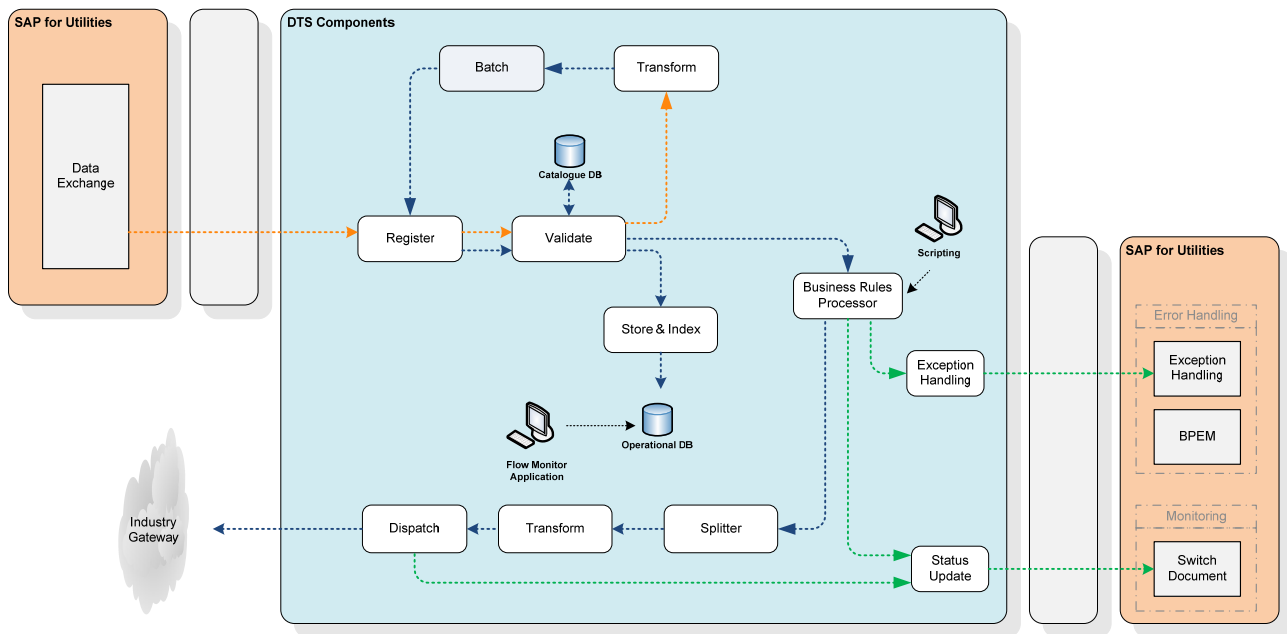 SAP for Utilities
Data
Exchange
DTS Components
Batch
Transform
Catalogue DB
Register
Validate
Scripting
Business Rules
Processor
Store & Index
Exception
Handling
Flow Monitor
Application
Operational DB
Industry
Gateway
Dispatch
Transform
Splitter
Status
Update
SAP for Utilities
Error Handling
Exception
Handling
BPEM
Monitoring
Switch
Document